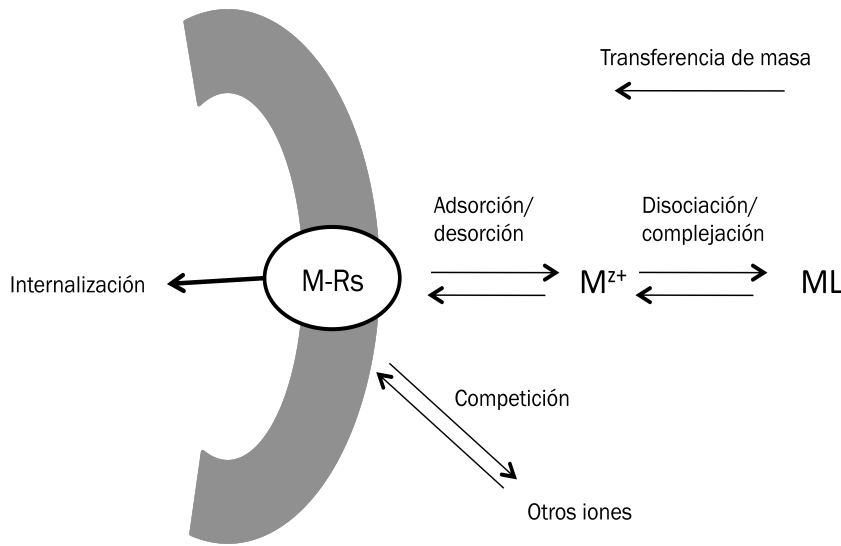 Transferencia de masa
Adsorción/
desorción
Disociación/
complejación
Internalización
M-Rs
Mᶻ⁺
ML
Competición
Otros iones